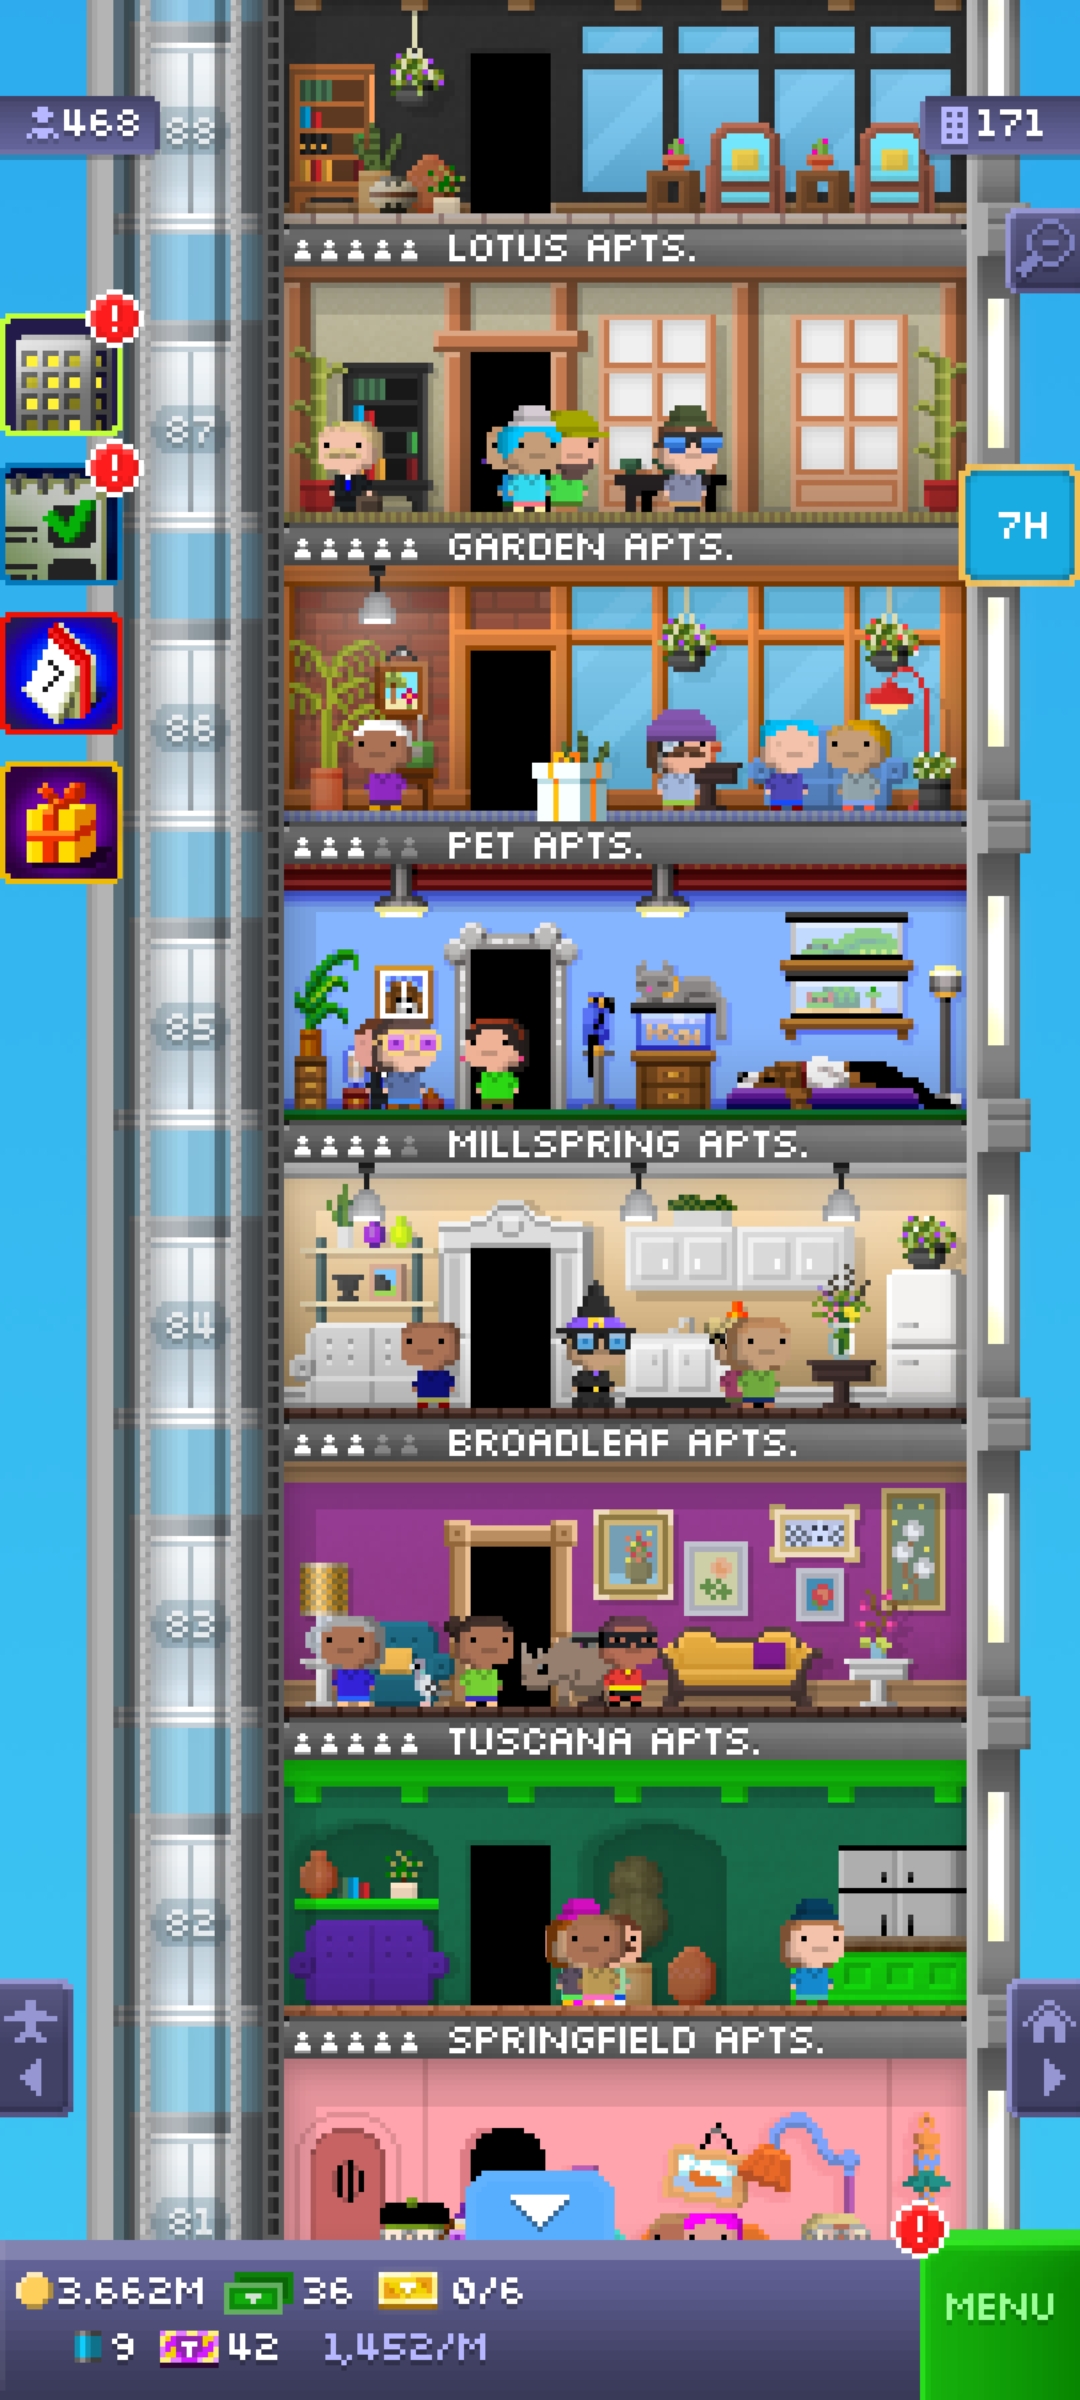 468
88
171
LOTUS APTS.
87
7H
GARDEN APTS.
86
PET APTS.
85
MILLSPRING APTS.
84
BROADLEAF APTS.
83
TUSCANA APTS.
82
SPRINGFIELD APTS.
81
3.662M 36 0/6
MENU
9 T 42 1,452/M